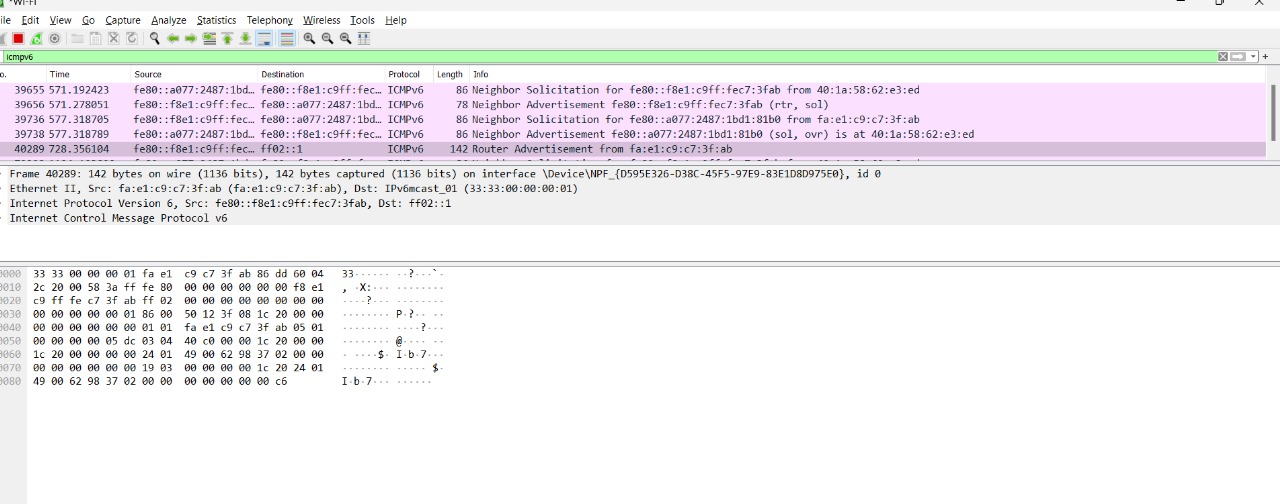 *Wi-Fi
ile Edit View Go Capture Analyze Statistics Telephony Wireless Tools Help
icmpv6
o. Time Source Destination Protocol Length Info
39655 571.192423 fe80::a077:2487:1bd… fe80::f8e1:c9ff:fec… ICMPv6 86 Neighbor Solicitation for fe80::f8e1:c9ff:fec7:3fab from 40:1a:58:62:e3:ed
39656 571.278051 fe80::f8e1:c9ff:fec… fe80::a077:2487:1bd… ICMPv6 78 Neighbor Advertisement fe80::f8e1:c9ff:fec7:3fab (rtr, sol)
39736 577.318705 fe80::f8e1:c9ff:fec… fe80::a077:2487:1bd… ICMPv6 86 Neighbor Solicitation for fe80::a077:2487:1bd1:81b0 from fa:e1:c9:c7:3f:ab
39738 577.318789 fe80::a077:2487:1bd… fe80::f8e1:c9ff:fec… ICMPv6 86 Neighbor Advertisement fe80::a077:2487:1bd1:81b0 (sol, ovr) is at 40:1a:58:62:e3:ed
40289 728.356104 fe80::f8e1:c9ff:fec… ff02::1 ICMPv6 142 Router Advertisement from fa:e1:c9:c7:3f:ab
Frame 40289: 142 bytes on wire (1136 bits), 142 bytes captured (1136 bits) on interface \Device\NPF_{D595E326-D38C-45F5-97E9-83E1D8D975E0}, id 0
Ethernet II, Src: fa:e1:c9:c7:3f:ab (fa:e1:c9:c7:3f:ab), Dst: IPv6mcast_01 (33:33:00:00:00:01)
Internet Protocol Version 6, Src: fe80::f8e1:c9ff:fec7:3fab, Dst: ff02::1
Internet Control Message Protocol v6
0000 33 33 00 00 00 01 fa e1 c9 c7 3f ab 86 dd 60 04 33······ ··?···`·
0010 2c 20 00 58 3a ff fe 80 00 00 00 00 00 00 f8 e1 , ·X:··· ········
0020 c9 ff fe c7 3f ab ff 02 00 00 00 00 00 00 00 00 ····?··· ········
0030 00 00 00 00 00 01 86 00 50 12 3f 08 1c 20 00 00 ········ P·?·· ··
0040 00 00 00 00 00 00 01 01 fa e1 c9 c7 3f ab 05 01 ········ ····?···
0050 00 00 00 00 05 dc 03 04 40 c0 00 00 1c 20 00 00 ········ @···· ··
0060 1c 20 00 00 00 00 24 01 49 00 62 98 37 02 00 00 · ····$· I·b·7···
0070 00 00 00 00 00 00 19 03 00 00 00 00 1c 20 24 01 ········ ····· $·
0080 49 00 62 98 37 02 00 00 00 00 00 00 00 c6 I·b·7··· ······